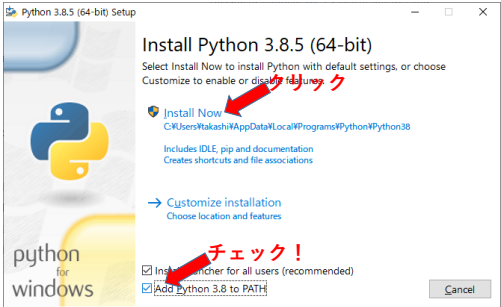 Python 3.8.5 (64-bit) Setup
Install Python 3.8.5 (64-bit)
Select Install Now to install Python with default settings, or choose
Customize to enable or disable features.
クリック
Install Now
C:¥Users¥takashi¥AppData¥Local¥Programs¥Python¥Python38
Includes IDLE, pip and documentation
Creates shortcuts and file associations
Customize installation
Choose location and features
チェック！
Install launcher for all users (recommended)
Add Python 3.8 to PATH
Cancel
python
for
windows